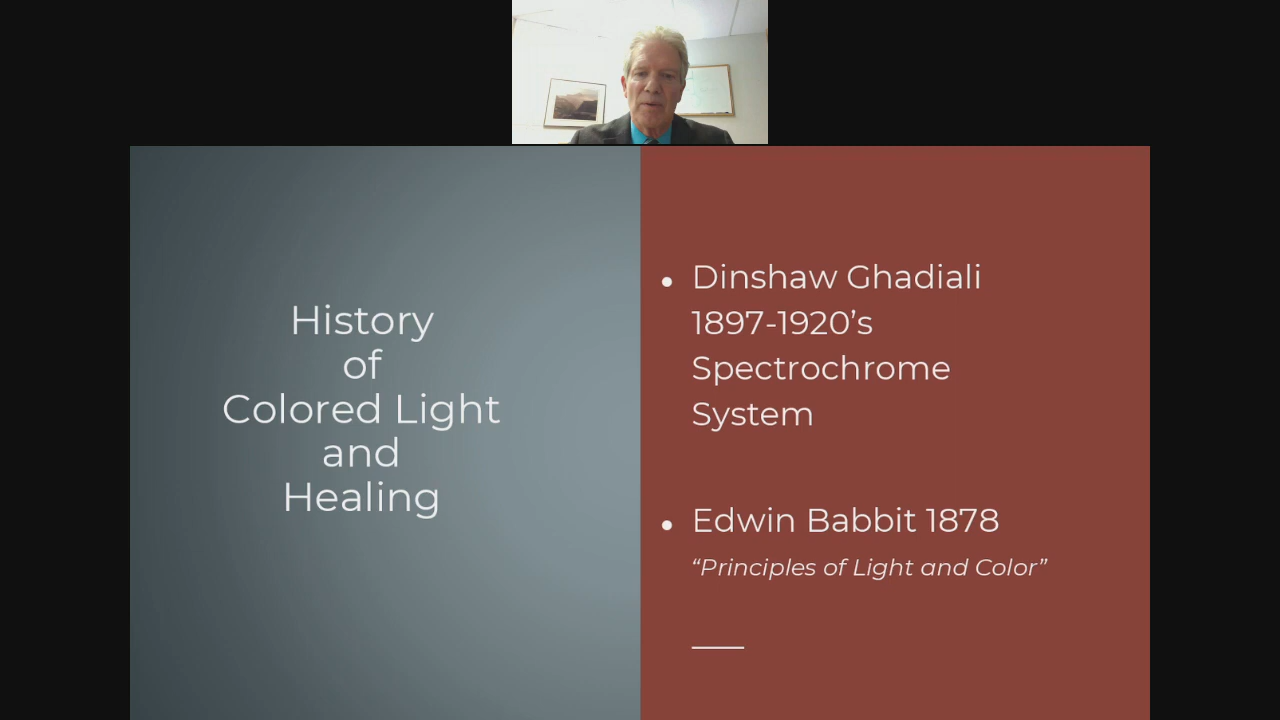 History
of
Colored Light
and
Healing
• Dinshaw Ghadiali
1897-1920’s
Spectrochrome
System
• Edwin Babbit 1878
“Principles of Light and Color”